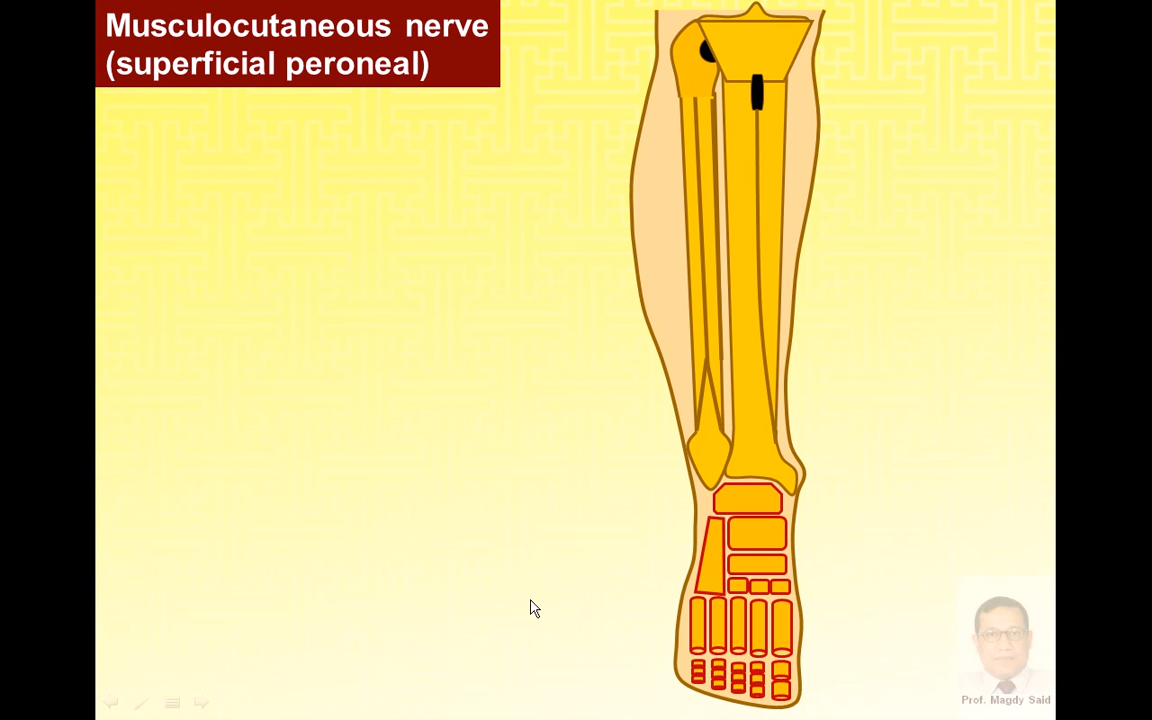 Musculocutaneous nerve
(superficial peroneal)
Prof. Magdy Said